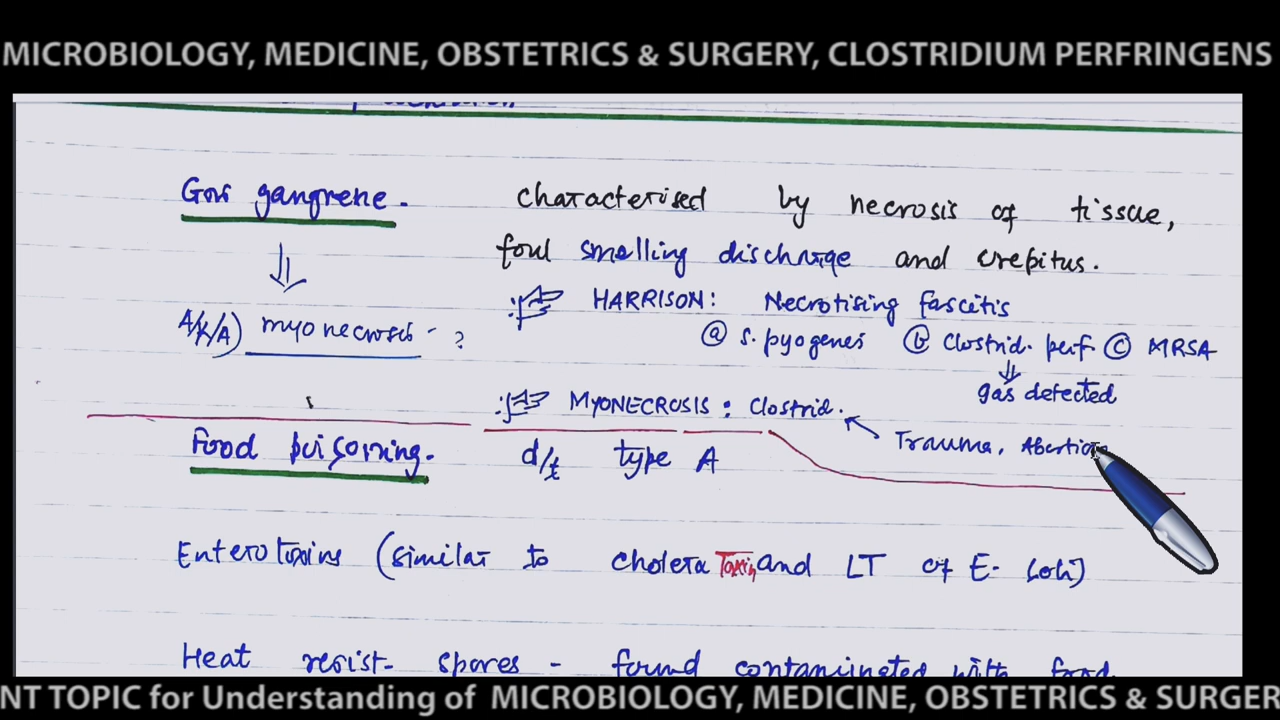 MICROBIOLOGY, MEDICINE, OBSTETRICS & SURGERY, CLOSTRIDIUM PERFRINGENS
Gas gangrene. characterised by necrosis of tissue,
foul smelling discharge and crepitus.
HARRISON: Necrotising fascitis
A/K/A) myonecrosis - ?
ⓐ S. pyogenes ⓑ Clostrid. perf. ⓒ MRSA
gas detected
MYONECROSIS : Clostrid.
Trauma, Abortion
Food poisoning. d/t type A
Enterotoxins (similar to cholera Toxin and LT of E. coli)
Heat resist- spores - found contaminated with food
NT TOPIC for Understanding of MICROBIOLOGY, MEDICINE, OBSTETRICS & SURGER